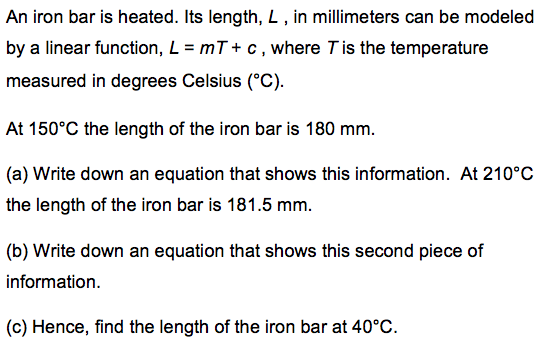 An iron bar is heated. Its length, L , in millimeters can be modeled
by a linear function, L = mT + c , where T is the temperature
measured in degrees Celsius (°C).
At 150°C the length of the iron bar is 180 mm.
(a) Write down an equation that shows this information. At 210°C
the length of the iron bar is 181.5 mm.
(b) Write down an equation that shows this second piece of
information.
(c) Hence, find the length of the iron bar at 40°C.